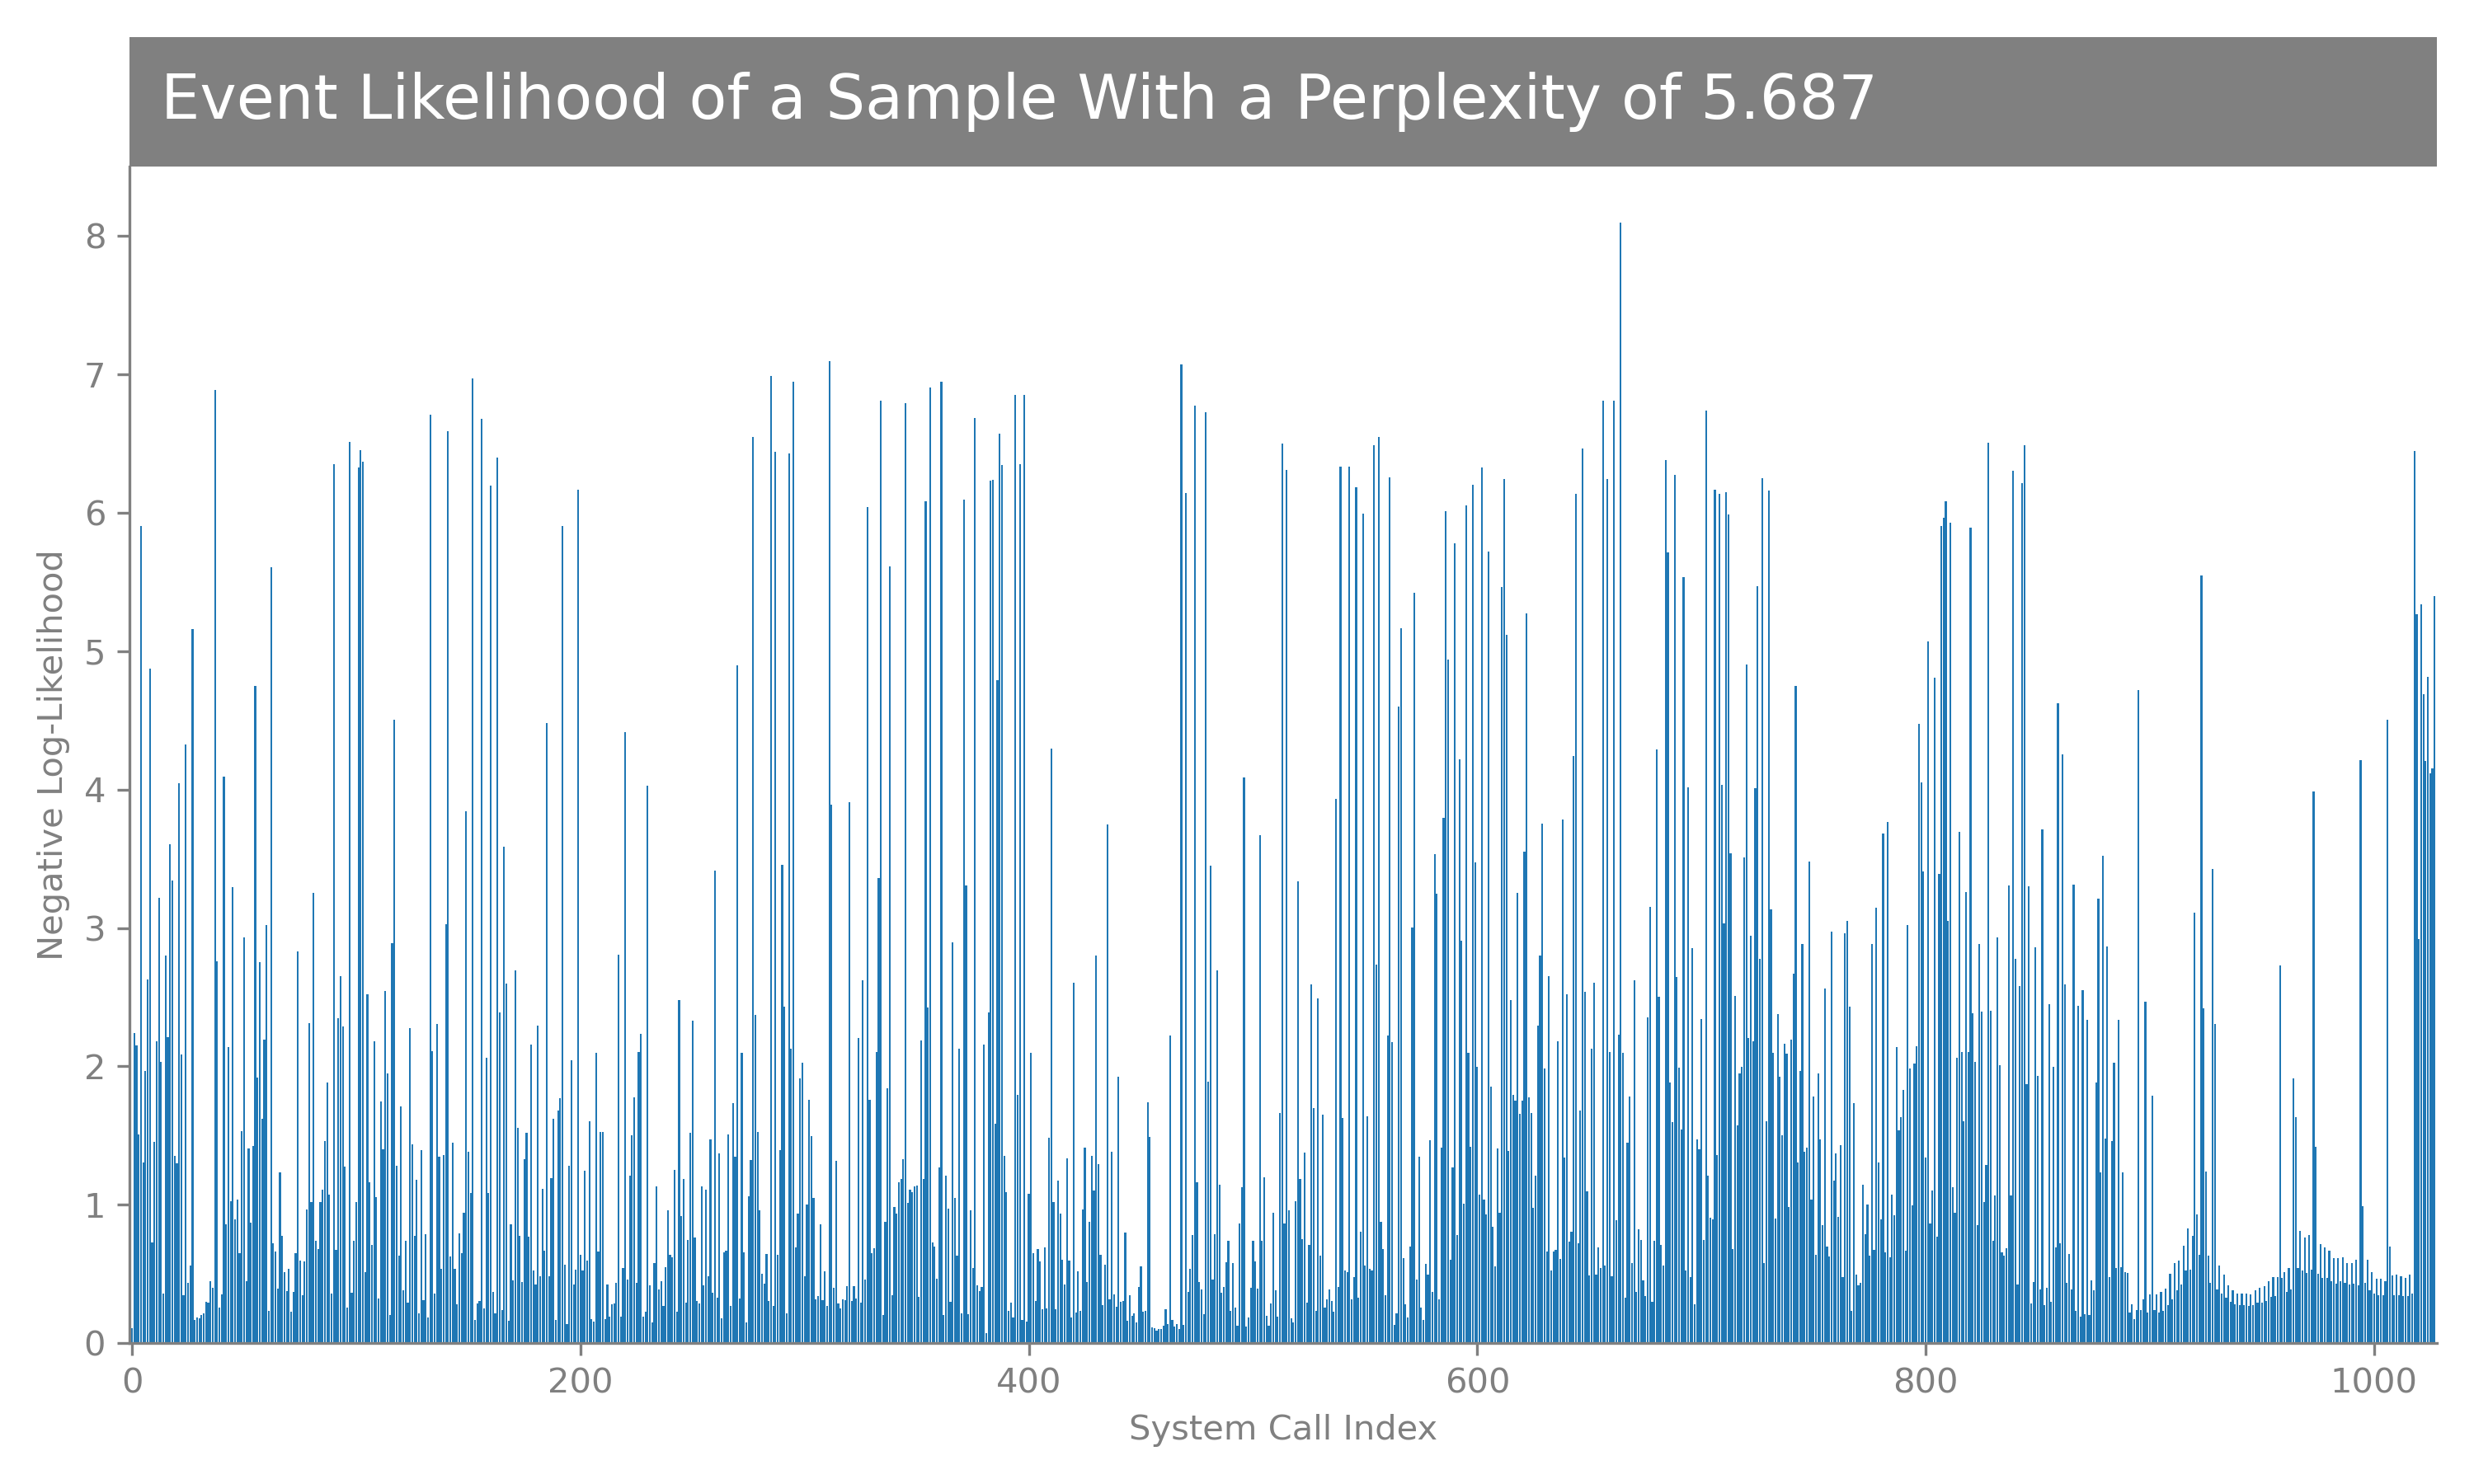 Event Likelihood of a Sample With a Perplexity of 5.687
8
7
6
5
4
3
2
1
0
Negative Log-Likelihood
0 200 400 600 800 1000
System Call Index